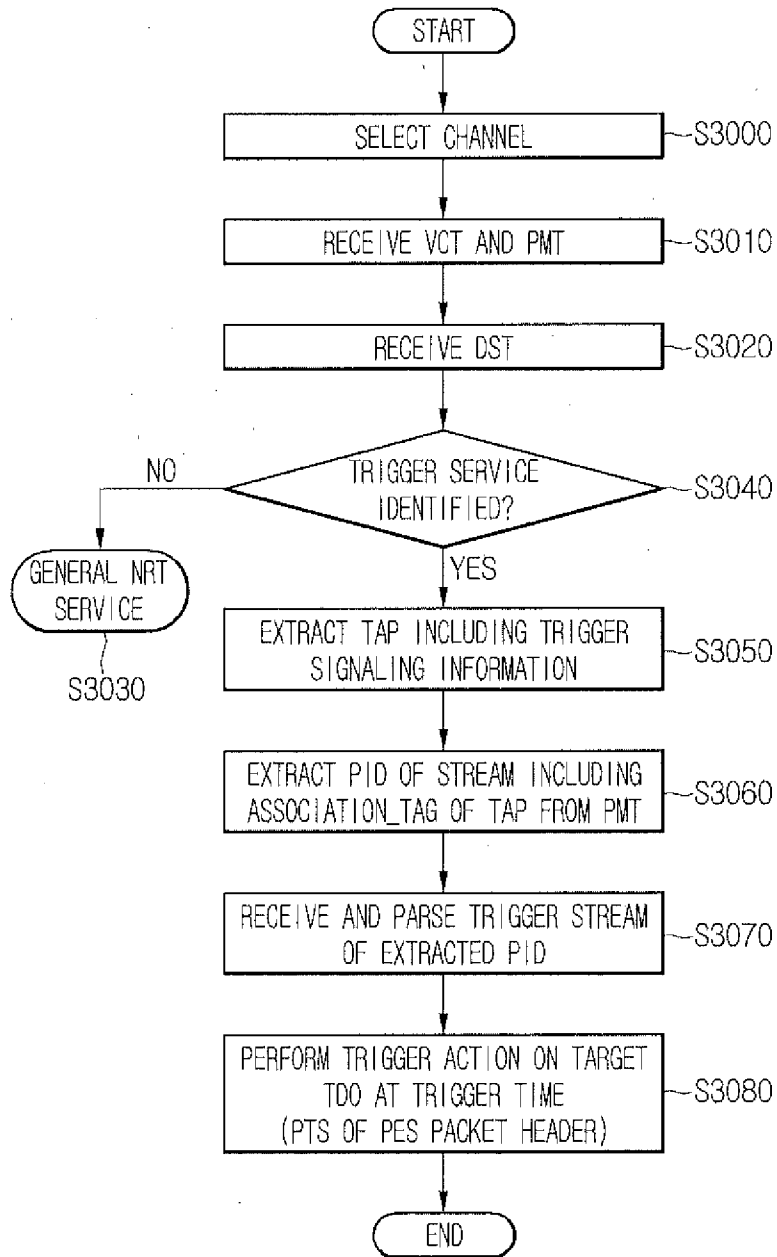 START
SELECT CHANNEL
S3000
RECEIVE VCT AND PMT
S3010
RECEIVE DST
S3020
TRIGGER SERVICE
IDENTIFIED?
S3040
NO
YES
GENERAL NRT
SERVICE
S3030
EXTRACT TAP INCLUDING TRIGGER
SIGNALING INFORMATION
S3050
EXTRACT PID OF STREAM INCLUDING
ASSOCIATION_TAG OF TAP FROM PMT
S3060
RECEIVE AND PARSE TRIGGER STREAM
OF EXTRACTED PID
S3070
PERFORM TRIGGER ACTION ON TARGET
TDO AT TRIGGER TIME
(PTS OF PES PACKET HEADER)
S3080
END